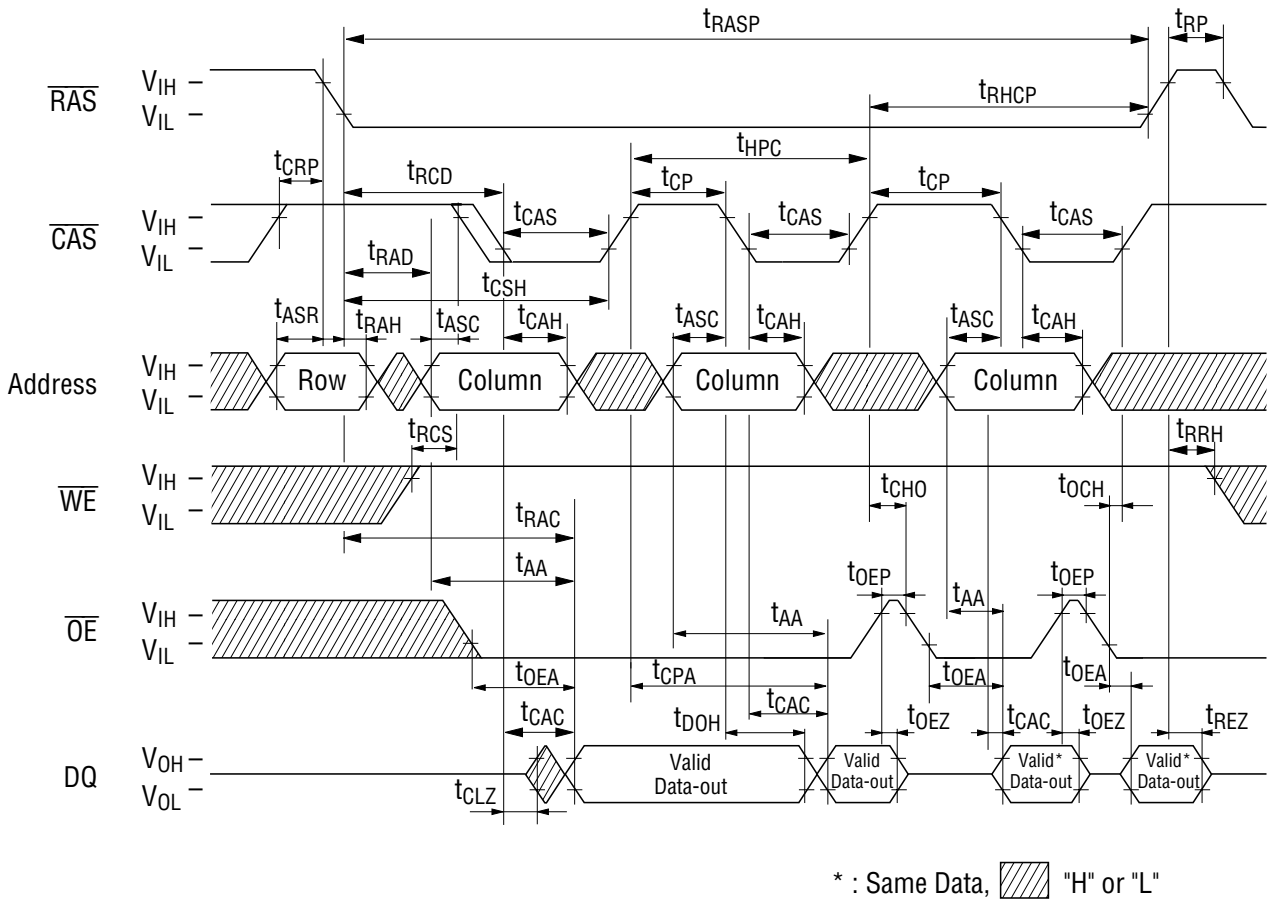 tRASP
tRP
RAS
VIH
VIL
tRHCP
tHPC
tCRP
tRCD
tCP
tCP
CAS
VIH
VIL
tCAS
tCAS
tCAS
tRAD
tCSH
tASR
tRAH
tASC
tCAH
tASC
tCAH
tASC
tCAH
Address
VIH
VIL
Row
Column
Column
Column
tRCS
tRRH
WE
VIH
VIL
tCHO
tOCH
tRAC
tAA
tOEP
tOEP
OE
VIH
VIL
tAA
tAA
tOEA
tCPA
tOEA
tOEA
tCAC
tDOH
tCAC
tOEZ
tCAC
tOEZ
tREZ
DQ
VOH
VOL
Valid
Data-out
Valid
Data-out
Valid*
Data-out
Valid*
Data-out
tCLZ
* : Same Data, "H" or "L"